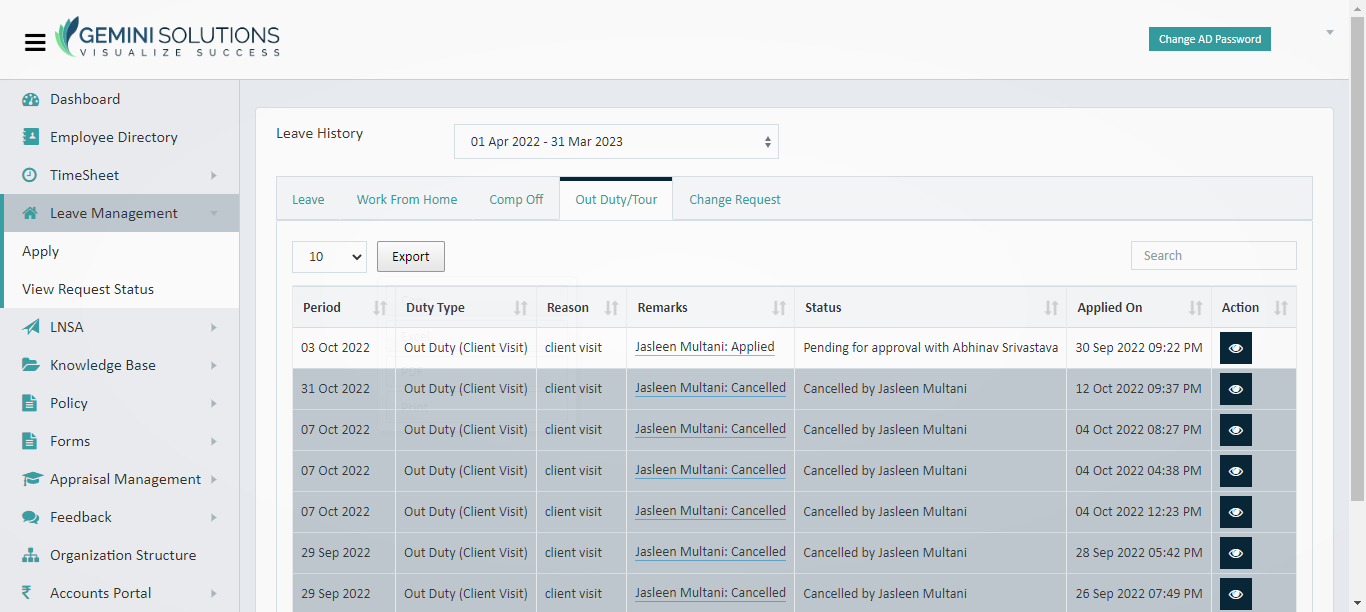 GEMINI SOLUTIONS
VISUALIZE SUCCESS
Change AD Password
Dashboard
Employee Directory
TimeSheet
Leave Management
Apply
View Request Status
LNSA
Knowledge Base
Policy
Forms
Appraisal Management
Feedback
Organization Structure
₹ Accounts Portal
Leave History
01 Apr 2022 - 31 Mar 2023
Leave Work From Home Comp Off Out Duty/Tour Change Request
10 Export Search
Period Duty Type Reason Remarks Status Applied On Action
03 Oct 2022 Out Duty (Client Visit) client visit Jasleen Multani: Applied Pending for approval with Abhinav Srivastava 30 Sep 2022 09:22 PM
31 Oct 2022 Out Duty (Client Visit) client visit Jasleen Multani: Cancelled Cancelled by Jasleen Multani 12 Oct 2022 09:37 PM
07 Oct 2022 Out Duty (Client Visit) client visit Jasleen Multani: Cancelled Cancelled by Jasleen Multani 04 Oct 2022 08:27 PM
07 Oct 2022 Out Duty (Client Visit) client visit Jasleen Multani: Cancelled Cancelled by Jasleen Multani 04 Oct 2022 04:38 PM
07 Oct 2022 Out Duty (Client Visit) client visit Jasleen Multani: Cancelled Cancelled by Jasleen Multani 04 Oct 2022 12:23 PM
29 Sep 2022 Out Duty (Client Visit) client visit Jasleen Multani: Cancelled Cancelled by Jasleen Multani 28 Sep 2022 05:42 PM
29 Sep 2022 Out Duty (Client Visit) client visit Jasleen Multani: Cancelled Cancelled by Jasleen Multani 26 Sep 2022 07:49 PM